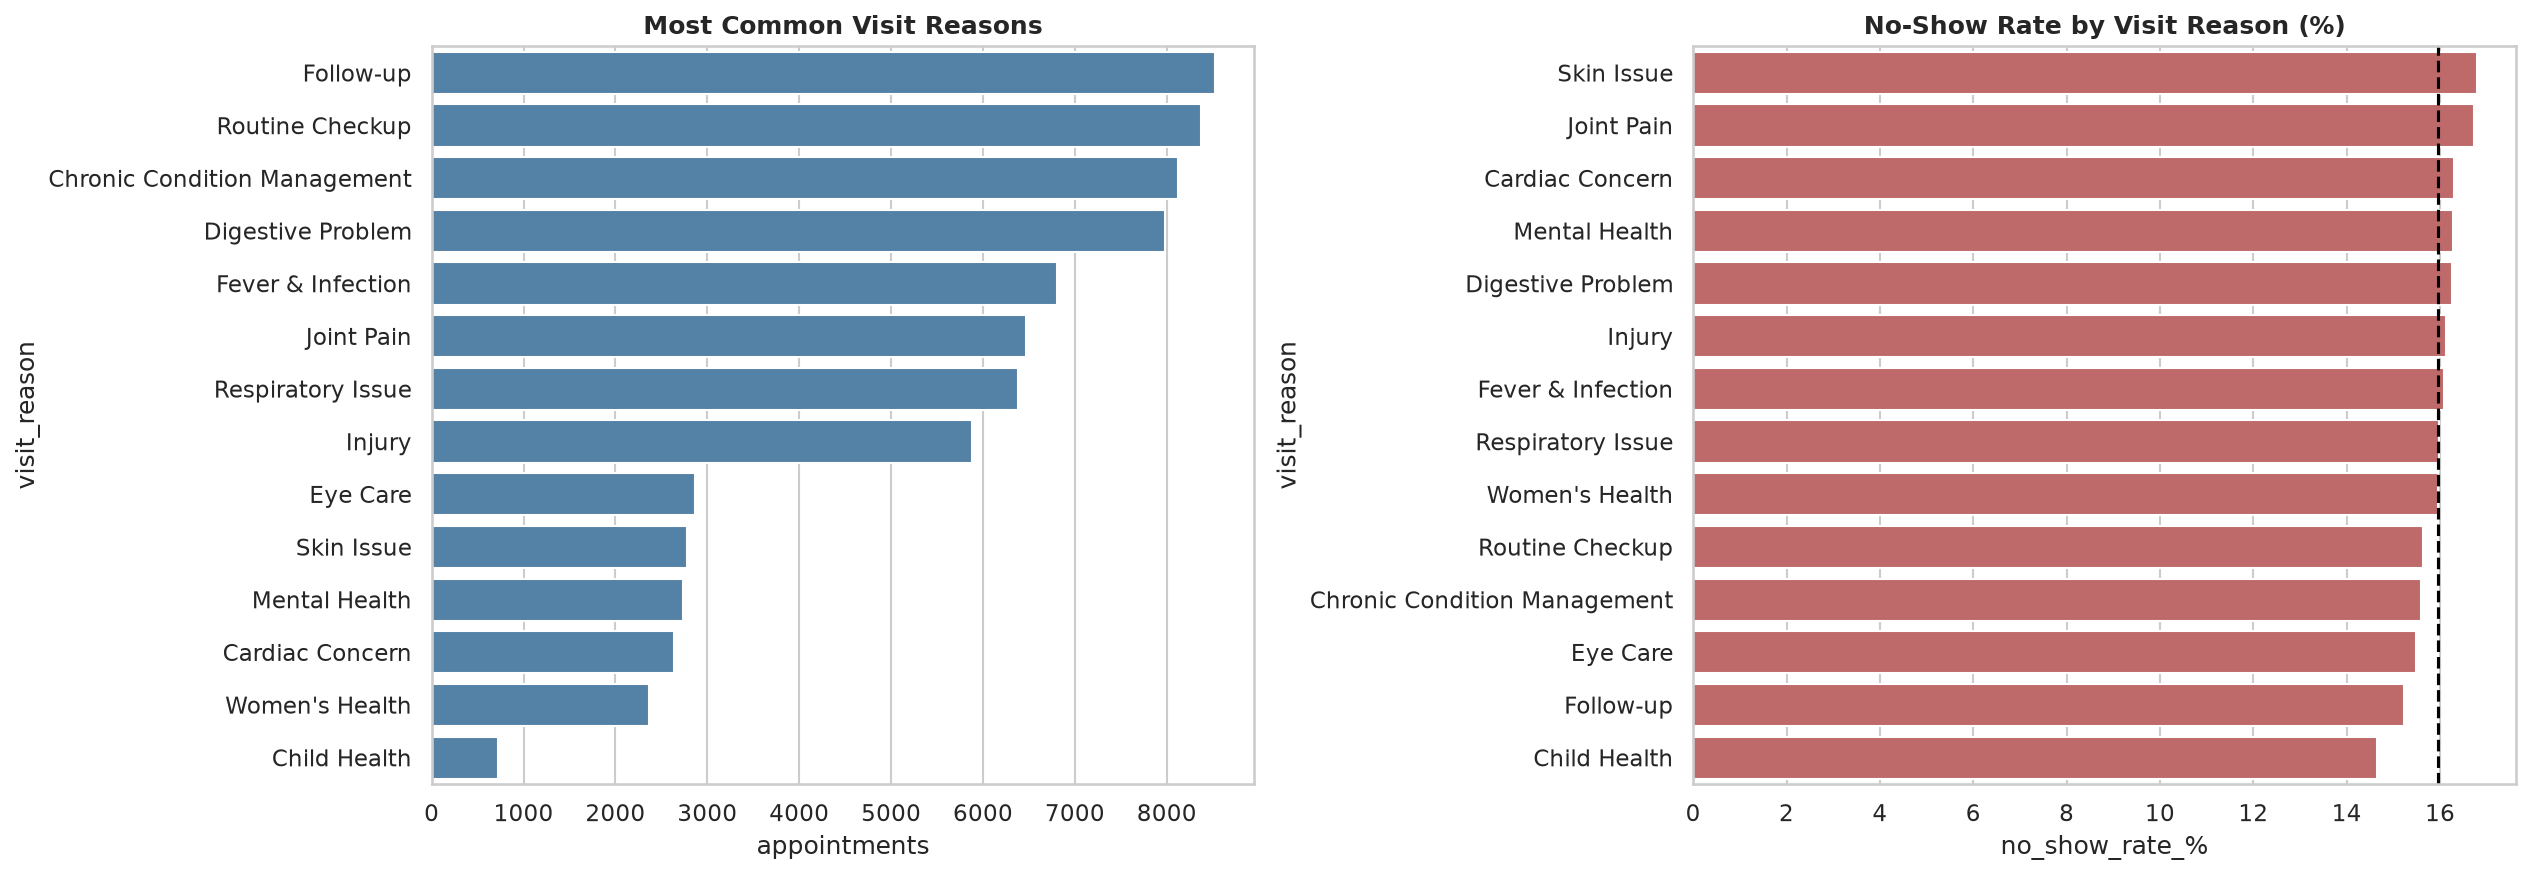 Most Common Visit Reasons
visit_reason
Follow-up
Routine Checkup
Chronic Condition Management
Digestive Problem
Fever & Infection
Joint Pain
Respiratory Issue
Injury
Eye Care
Skin Issue
Mental Health
Cardiac Concern
Women's Health
Child Health
0 1000 2000 3000 4000 5000 6000 7000 8000
appointments
No-Show Rate by Visit Reason (%)
visit_reason
Skin Issue
Joint Pain
Cardiac Concern
Mental Health
Digestive Problem
Injury
Fever & Infection
Respiratory Issue
Women's Health
Routine Checkup
Chronic Condition Management
Eye Care
Follow-up
Child Health
0 2 4 6 8 10 12 14 16
no_show_rate_%